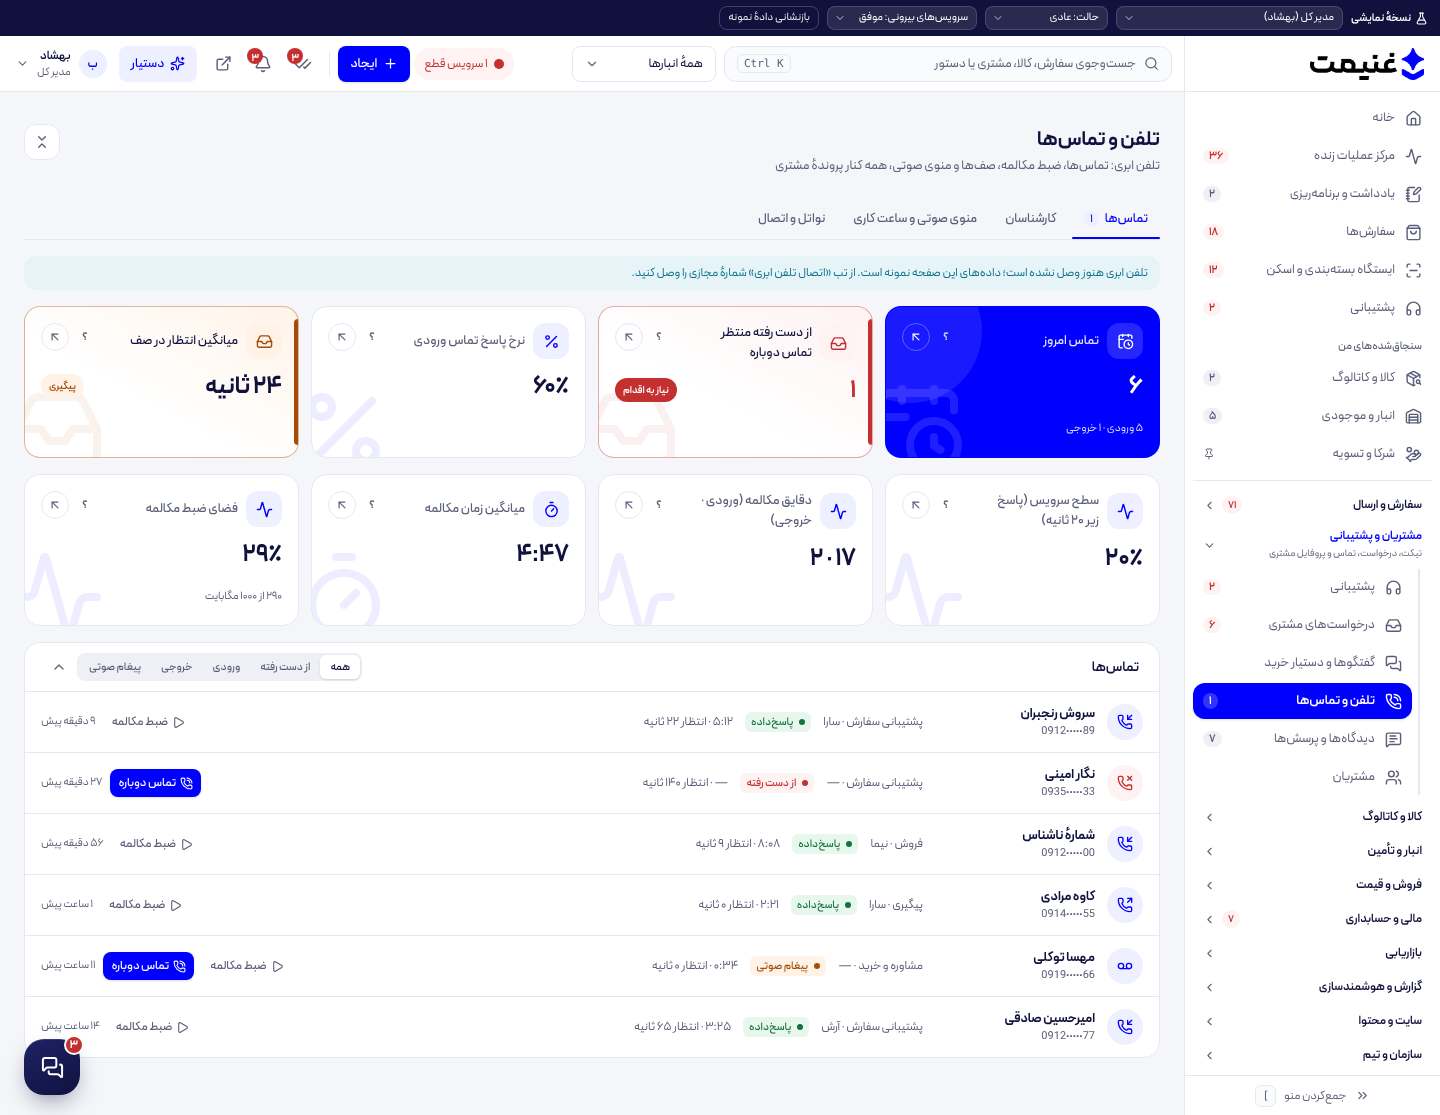 نسخهٔ نمایشی
مدیر کل (بهشاد)
حالت: عادی
سرویس‌های بیرونی: موفق
بازنشانی دادهٔ نمونه
غنیمت
جست‌وجوی سفارش، کالا، مشتری یا دستور
Ctrl K
همهٔ انبارها
۱ سرویس قطع
ایجاد
۳
۳
دستیار
ب
بهشاد
مدیر کل
خانه
مرکز عملیات زنده ۳۶
یادداشت و برنامه‌ریزی ۲
سفارش‌ها ۱۸
ایستگاه بسته‌بندی و اسکن ۱۲
پشتیبانی ۲
سنجاق‌شده‌های من
کالا و کاتالوگ ۲
انبار و موجودی ۵
شرکا و تسویه
سفارش و ارسال ۷۱
مشتریان و پشتیبانی
تیکت، درخواست، تماس و پروفایل مشتری
پشتیبانی ۲
درخواست‌های مشتری ۶
گفتگوها و دستیار خرید
تلفن و تماس‌ها ۱
دیدگاه‌ها و پرسش‌ها ۷
مشتریان
کالا و کاتالوگ
انبار و تأمین
فروش و قیمت
مالی و حسابداری ۷
بازاریابی
گزارش و هوشمندسازی
سایت و محتوا
سازمان و تیم
جمع‌کردن منو [
تلفن و تماس‌ها
تلفن ابری: تماس‌ها، ضبط مکالمه، صف‌ها و منوی صوتی، همه کنار پروندهٔ مشتری
تماس‌ها ۱
کارشناسان
منوی صوتی و ساعت کاری
نواتل و اتصال
تلفن ابری هنوز وصل نشده است؛ داده‌های این صفحه نمونه است. از تب «اتصال تلفن ابری» شمارهٔ مجازی را وصل کنید.
تماس امروز
؟
۶
۵ ورودی · ۱ خروجی
از دست رفته منتظر
تماس دوباره
؟
۱
نیاز به اقدام
نرخ پاسخ تماس ورودی
؟
۶۰٪
میانگین انتظار در صف
؟
۲۴ ثانیه
پیگیری
سطح سرویس (پاسخ
زیر ۲۰ ثانیه)
؟
۲۰٪
دقایق مکالمه (ورودی ·
خروجی)
؟
۲۰۱۷
میانگین زمان مکالمه
؟
۴:۴۷
فضای ضبط مکالمه
؟
۲۹٪
۲۹۰ از ۱۰۰۰ مگابایت
تماس‌ها
همه
از دست رفته
ورودی
خروجی
پیغام صوتی
سروش رنجبران
0912•••••89
پشتیبانی سفارش · سارا
پاسخ‌داده
۵:۱۲ · انتظار ۲۲ ثانیه
ضبط مکالمه
۹ دقیقه پیش
نگار امینی
0935•••••33
پشتیبانی سفارش · —
از دست رفته
— · انتظار ۱۴۰ ثانیه
تماس دوباره
۲۷ دقیقه پیش
شمارهٔ ناشناس
0912•••••00
فروش · نیما
پاسخ‌داده
۸:۰۸ · انتظار ۹ ثانیه
ضبط مکالمه
۵۶ دقیقه پیش
کاوه مرادی
0914•••••55
پیگیری · سارا
پاسخ‌داده
۲:۲۱ · انتظار ۰ ثانیه
ضبط مکالمه
۱ ساعت پیش
مهسا توکلی
0919•••••66
مشاوره و خرید · —
پیغام صوتی
۰:۳۴ · انتظار ۰ ثانیه
ضبط مکالمه
تماس دوباره
۱۱ ساعت پیش
امیرحسین صادقی
0912•••••77
پشتیبانی سفارش · آرش
پاسخ‌داده
۳:۲۵ · انتظار ۶۵ ثانیه
ضبط مکالمه
۱۴ ساعت پیش
۳